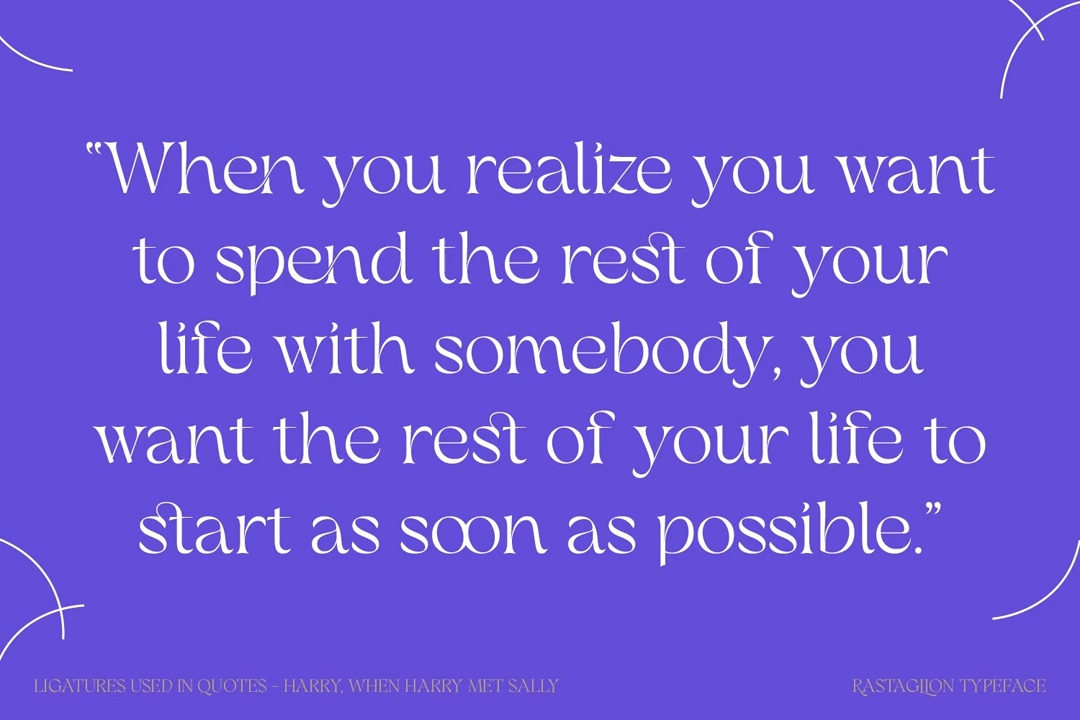 “When you realize you want
to spend the rest of your
life with somebody, you
want the rest of your life to
start as soon as possible.”
LIGATURES USED IN QUOTES - HARRY, WHEN HARRY MET SALLY
RASTAGLION TYPEFACE